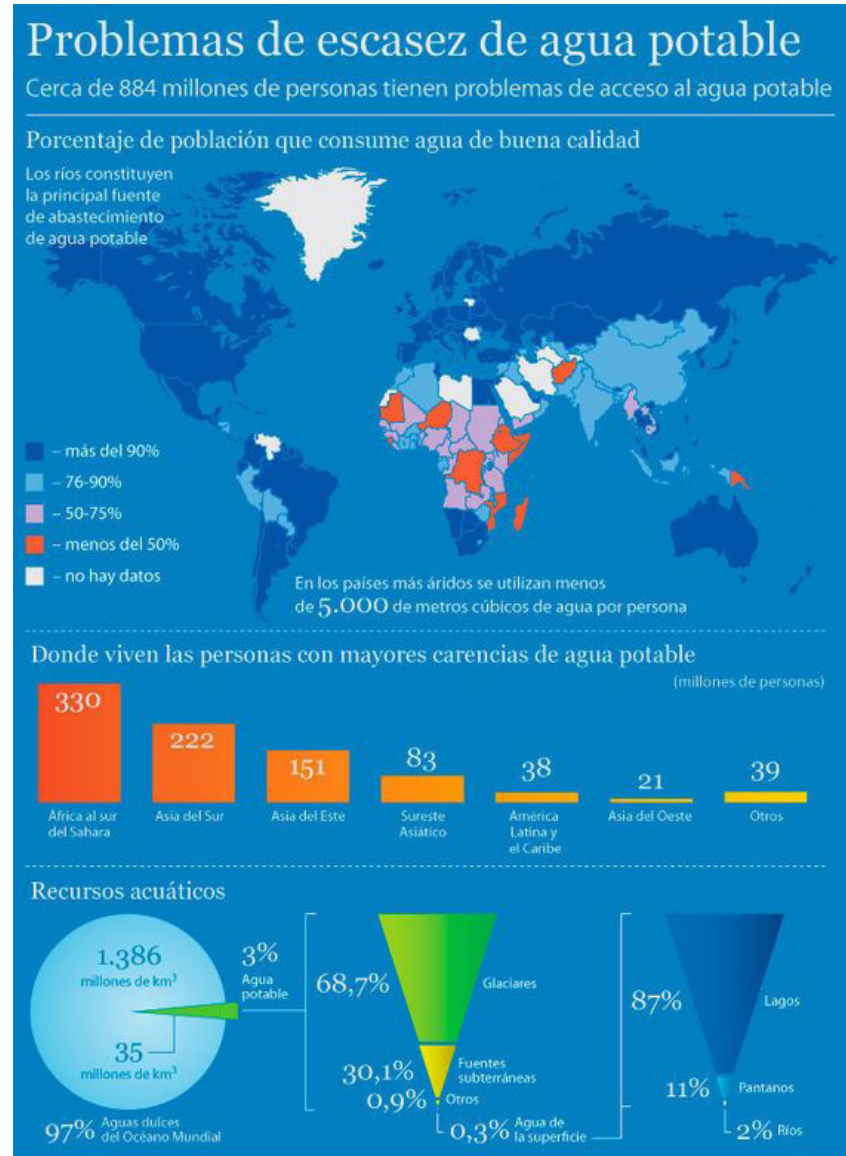 Problemas de escasez de agua potable
Cerca de 884 millones de personas tienen problemas de acceso al agua potable
Porcentaje de población que consume agua de buena calidad
Los ríos constituyen
la principal fuente
de abastecimiento
de agua potable
– más del 90%
– 76-90%
– 50-75%
– menos del 50%
– no hay datos
En los países más áridos se utilizan menos
de 5.000 de metros cúbicos de agua por persona
Donde viven las personas con mayores carencias de agua potable
(millones de personas)
330
África al sur
del Sahara
222
Asia del Sur
151
Asia del Este
83
Sureste
Asiático
38
América
Latina y
el Caribe
21
Asia del Oeste
39
Otros
Recursos acuáticos
1.386
millones de km³
35
millones de km³
97% Aguas dulces
del Océano Mundial
3%
Agua
potable
68,7% Glaciares
30,1% Fuentes
subterráneas
0,9% Otros
0,3% Agua de
la superficie
87% Lagos
11% Pantanos
2% Ríos